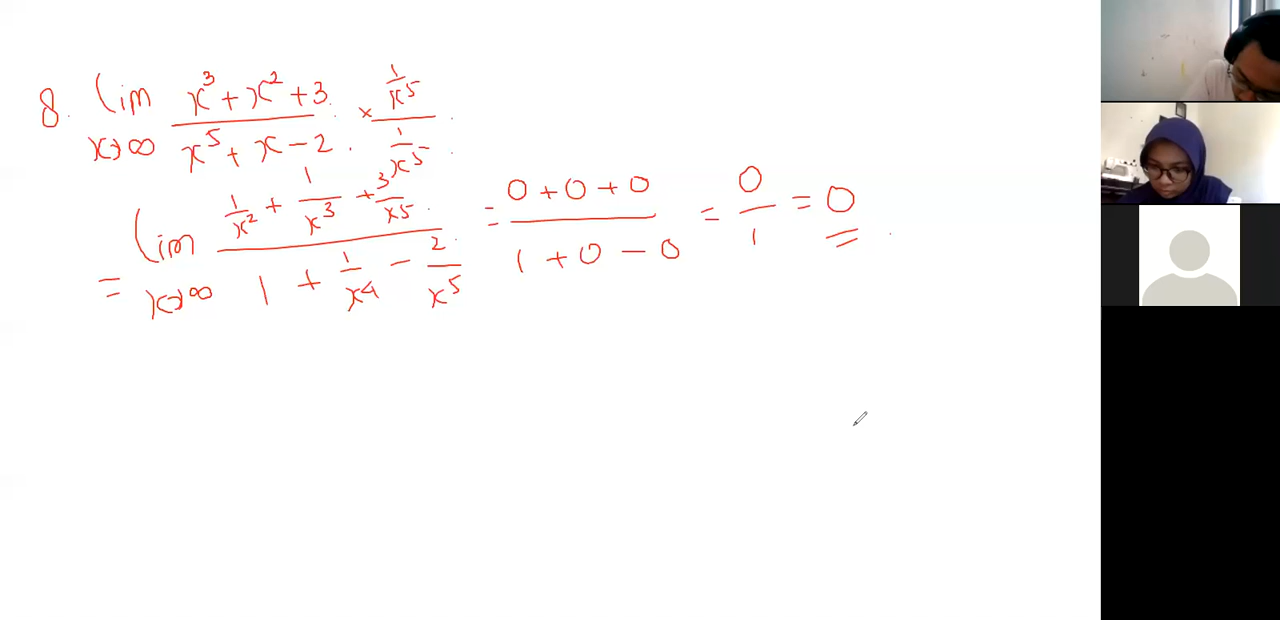 8. lim x→∞ (x³ + x² + 3)/(x⁵ + x − 2) × (1/x⁵)/(1/x⁵)
= lim x→∞ (1/x² + 1/x³ + 3/x⁵)/(1 + 1/x⁴ − 2/x⁵) = (0 + 0 + 0)/(1 + 0 − 0) = 0/1 = 0